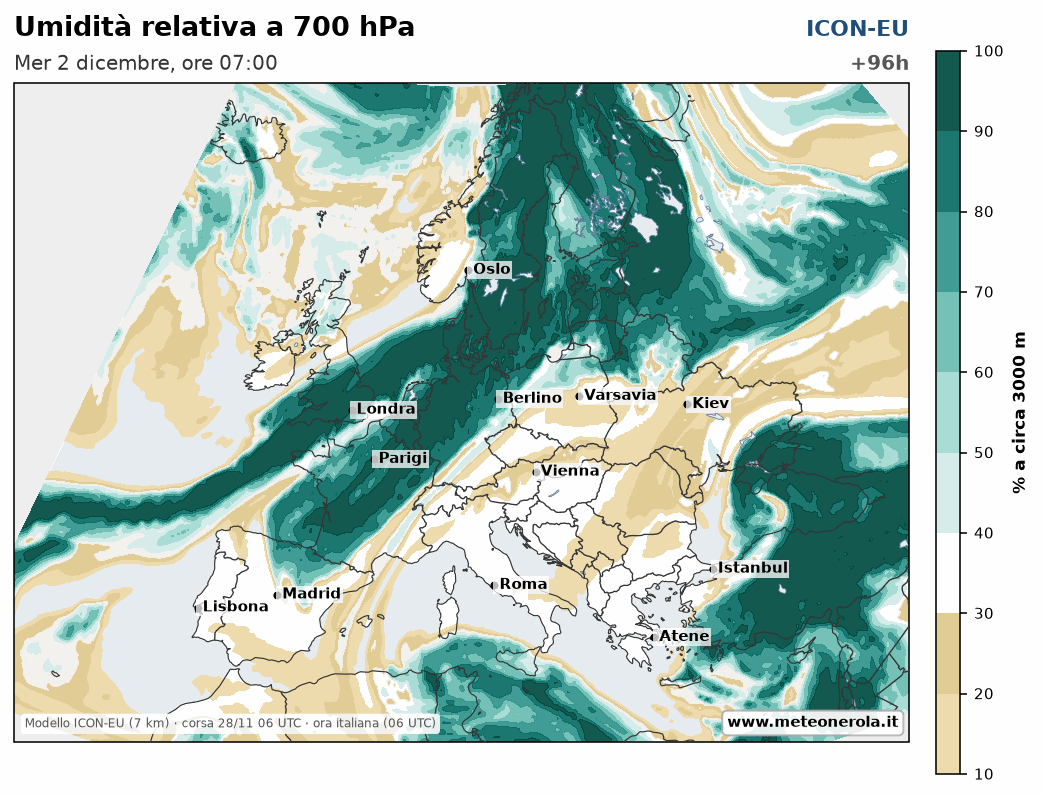 Umidità relativa a 700 hPa
ICON-EU
Mer 2 dicembre, ore 07:00
+96h
100
90
80
70
60
50
40
30
20
10
% a circa 3000 m
Oslo
Londra
Berlino
Varsavia
Kiev
Parigi
Vienna
Istanbul
Roma
Madrid
Lisbona
Atene
Modello ICON-EU (7 km) · corsa 28/11 06 UTC · ora italiana (06 UTC)
www.meteonerola.it